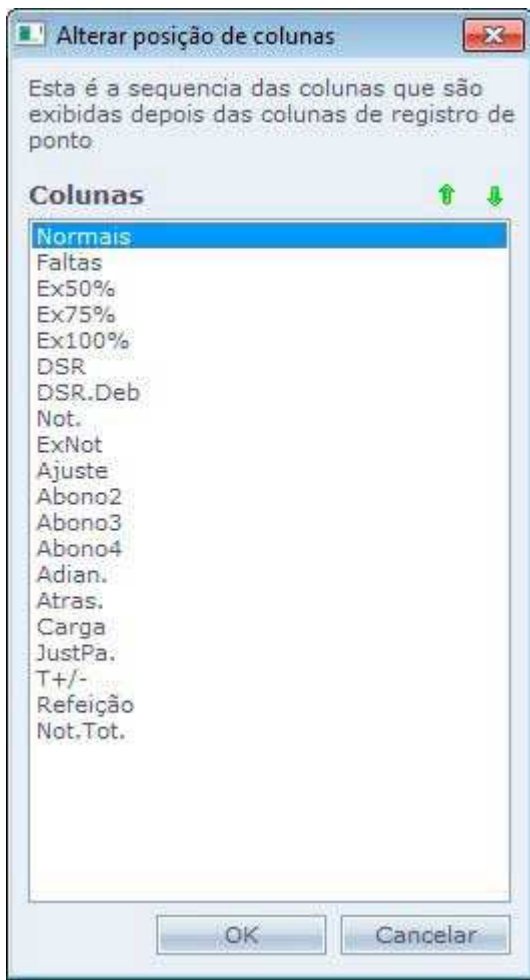 Alterar posição de colunas
Esta é a sequencia das colunas que são
exibidas depois das colunas de registro de
ponto
Colunas
Normais
Faltas
Ex50%
Ex75%
Ex100%
DSR
DSR.Deb
Not.
ExNot
Ajuste
Abono2
Abono3
Abono4
Adian.
Atras.
Carga
JustPa.
T+/-
Refeição
Not.Tot.
OK
Cancelar